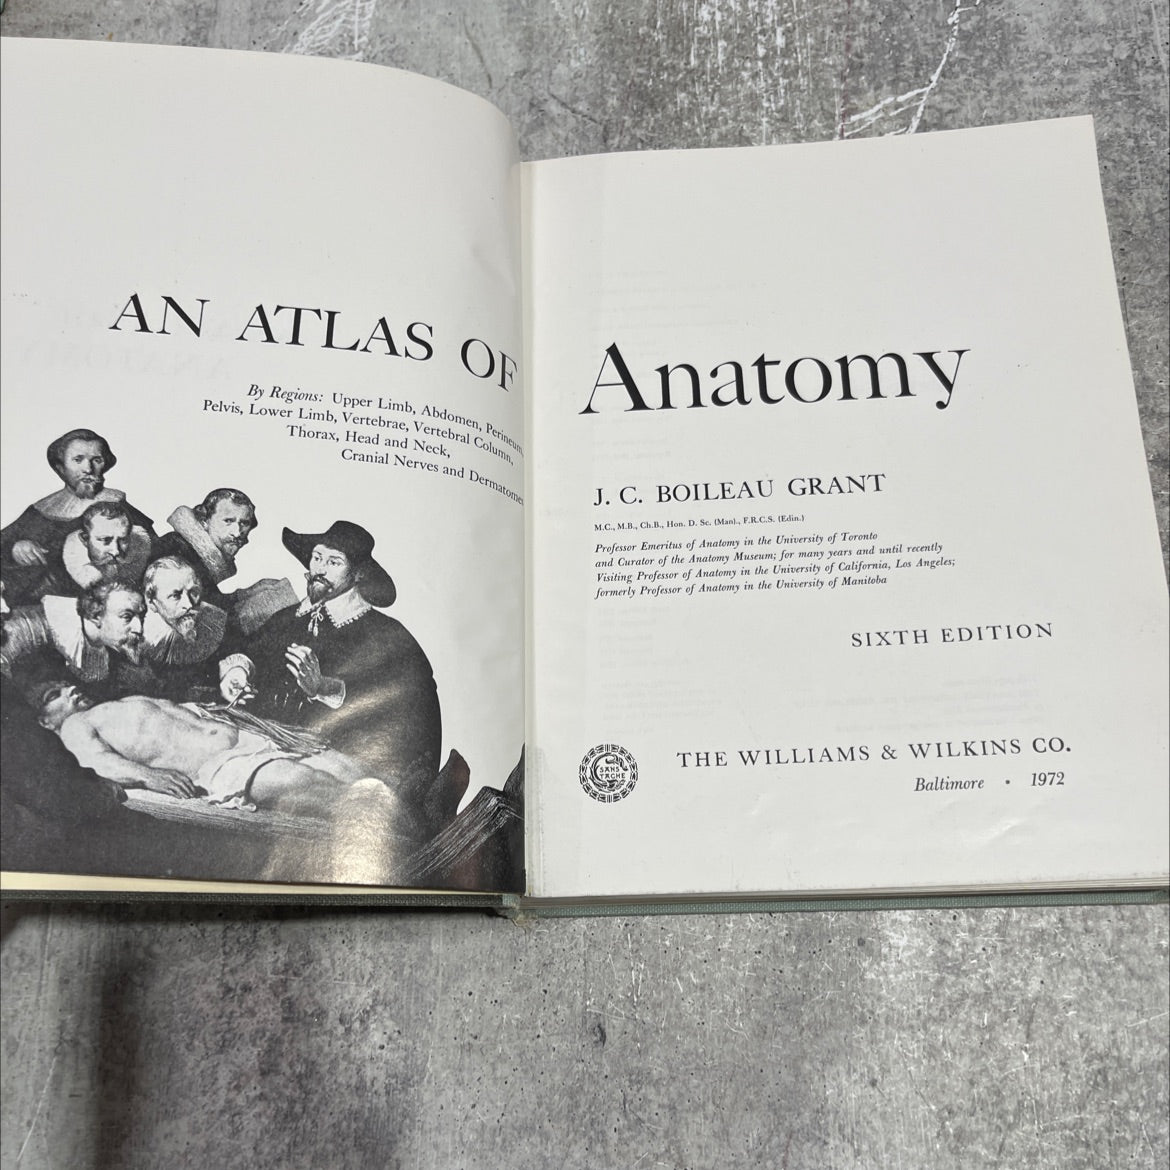 AN ATLAS OF
By Regions: Upper Limb, Abdomen, Perineum,
Pelvis, Lower Limb, Vertebrae, Vertebral Column,
Thorax, Head and Neck,
Cranial Nerves and Dermatomes
Anatomy
J. C. BOILEAU GRANT
M.C., M.B., Ch.B., Hon. D. Sc. (Man)., F.R.C.S. (Edin.)
Professor Emeritus of Anatomy in the University of Toronto
and Curator of the Anatomy Museum; for many years and until recently
Visiting Professor of Anatomy in the University of California, Los Angeles;
formerly Professor of Anatomy in the University of Manitoba
SIXTH EDITION
SANS
TACHE
THE WILLIAMS & WILKINS CO.
Baltimore • 1972